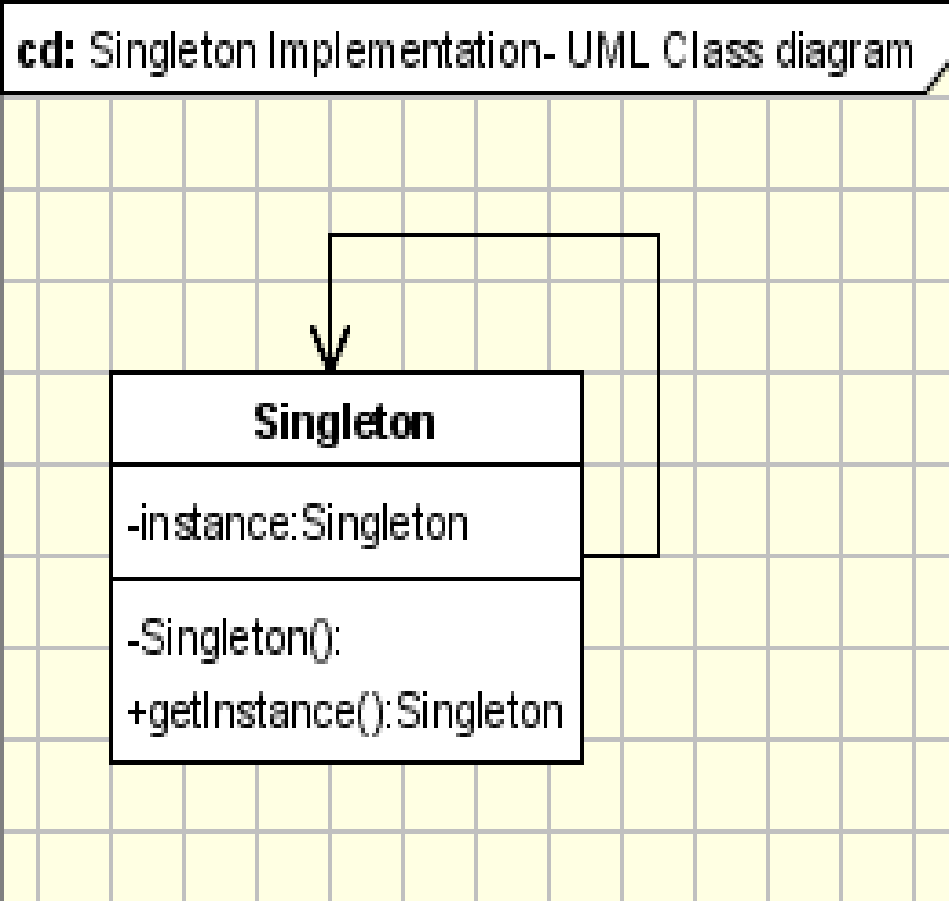 cd: Singleton Implementation- UML Class diagram
Singleton
-instance:Singleton
-Singleton():
+getInstance():Singleton